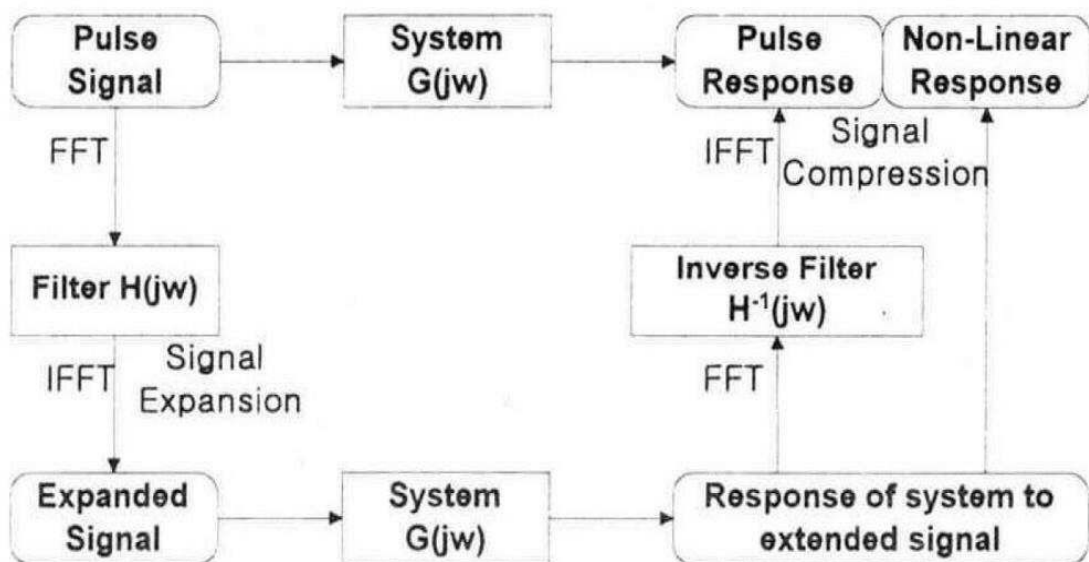 Pulse
Signal
System
G(jw)
Pulse
Response
Non-Linear
Response
FFT
IFFT
Signal
Compression
Filter H(jw)
Inverse Filter
H⁻¹(jw)
IFFT
Signal
Expansion
FFT
Expanded
Signal
System
G(jw)
Response of system to
extended signal